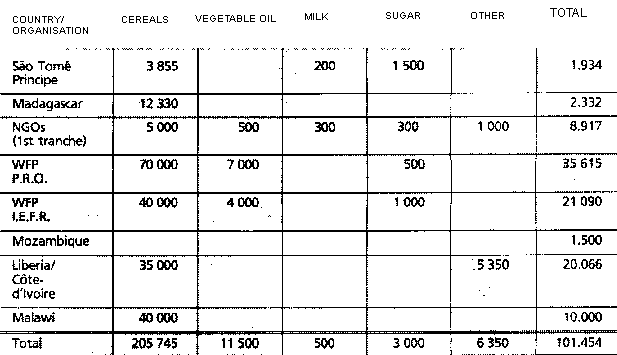 COUNTRY/ CEREALS VEGETABLE OIL MILK SUGAR OTHER TOTAL
ORGANISATION
São Tomé 3 855 200 1 500 1.934
Principe
Madagascar 12 330 2.332
NGOs 5 000 500 300 300 1 000 8.917
(1st tranche)
WFP 70 000 7 000 500 35 615
P.R.O.
WFP 40 000 4 000 1 000 21 090
I.E.F.R.
Mozambique 1.500
Liberia/ 35 000 5 350 20.066
Côte-
d'Ivoire
Malawi 40 000 10.000
Total 205 745 11 500 500 3 000 6 350 101.454